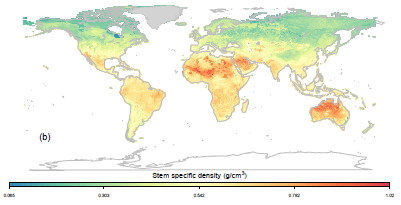 (b)
Stem specific density (g/cm³)
0.065 0.303 0.542 0.782 1.02